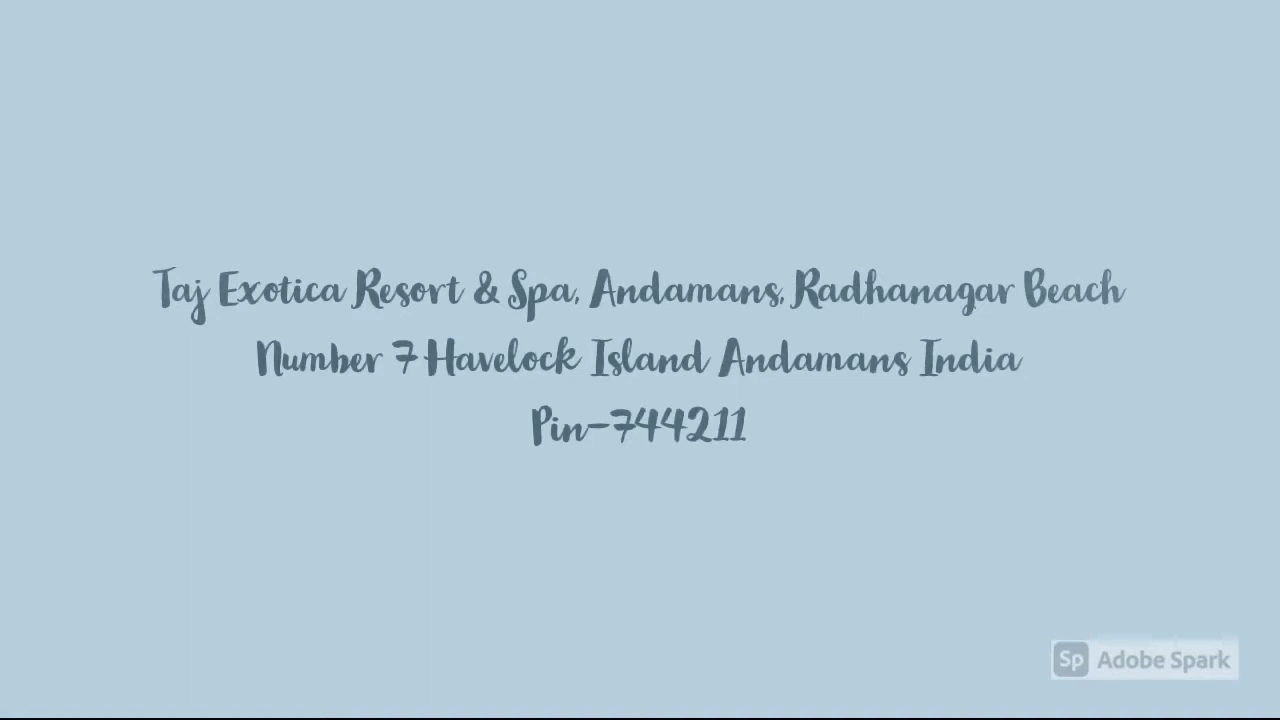 Taj Exotica Resort & Spa, Andamans, Radhanagar Beach
Number 7 Havelock Island Andamans India
Pin-744211
Sp Adobe Spark